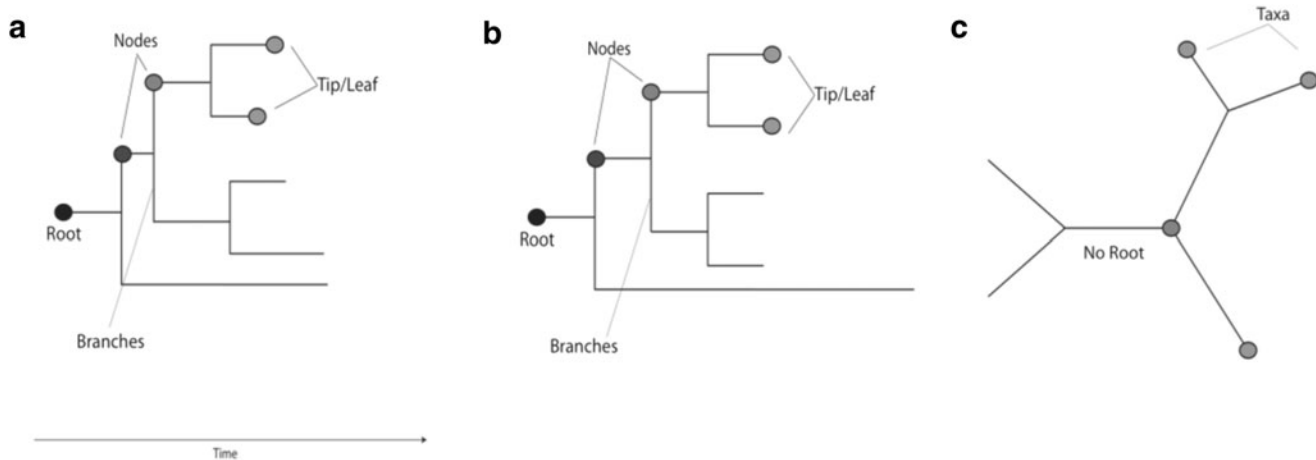 a
Nodes
Tip/Leaf
Root
Branches
Time
b
Nodes
Tip/Leaf
Root
Branches
c
Taxa
No Root